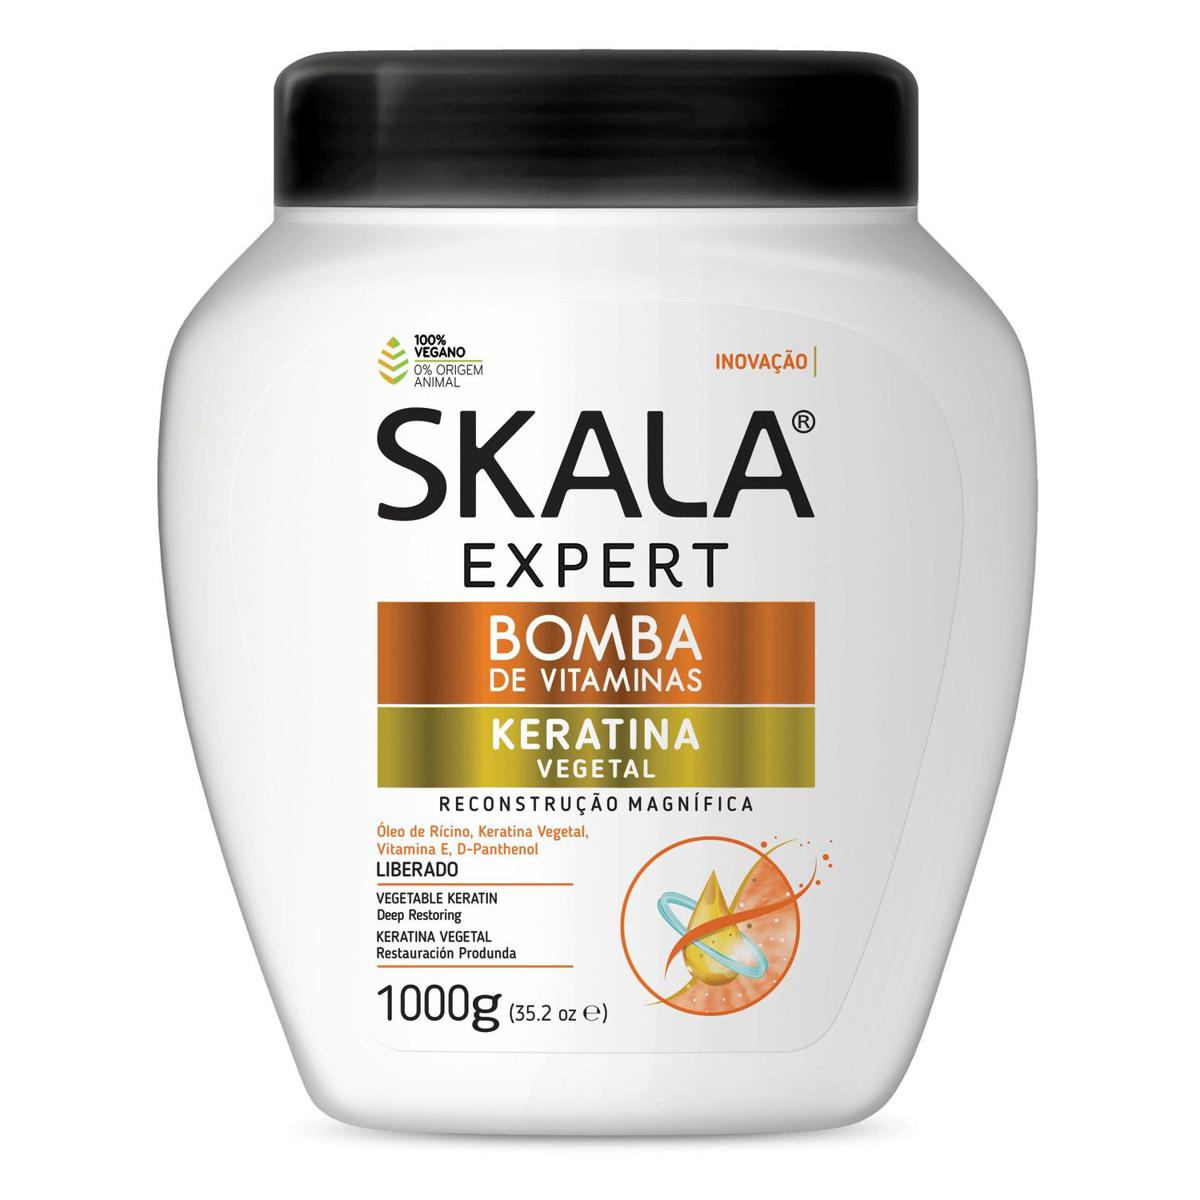 100%
VEGANO
0% ORIGEM
ANIMAL
INOVAÇÃO
SKALA®
EXPERT
BOMBA
DE VITAMINAS
KERATINA
VEGETAL
RECONSTRUÇÃO MAGNÍFICA
Óleo de Rícino, Keratina Vegetal,
Vitamina E, D-Panthenol
LIBERADO
VEGETABLE KERATIN
Deep Restoring
KERATINA VEGETAL
Restauración Produnda
1000g (35.2 oz ℮)